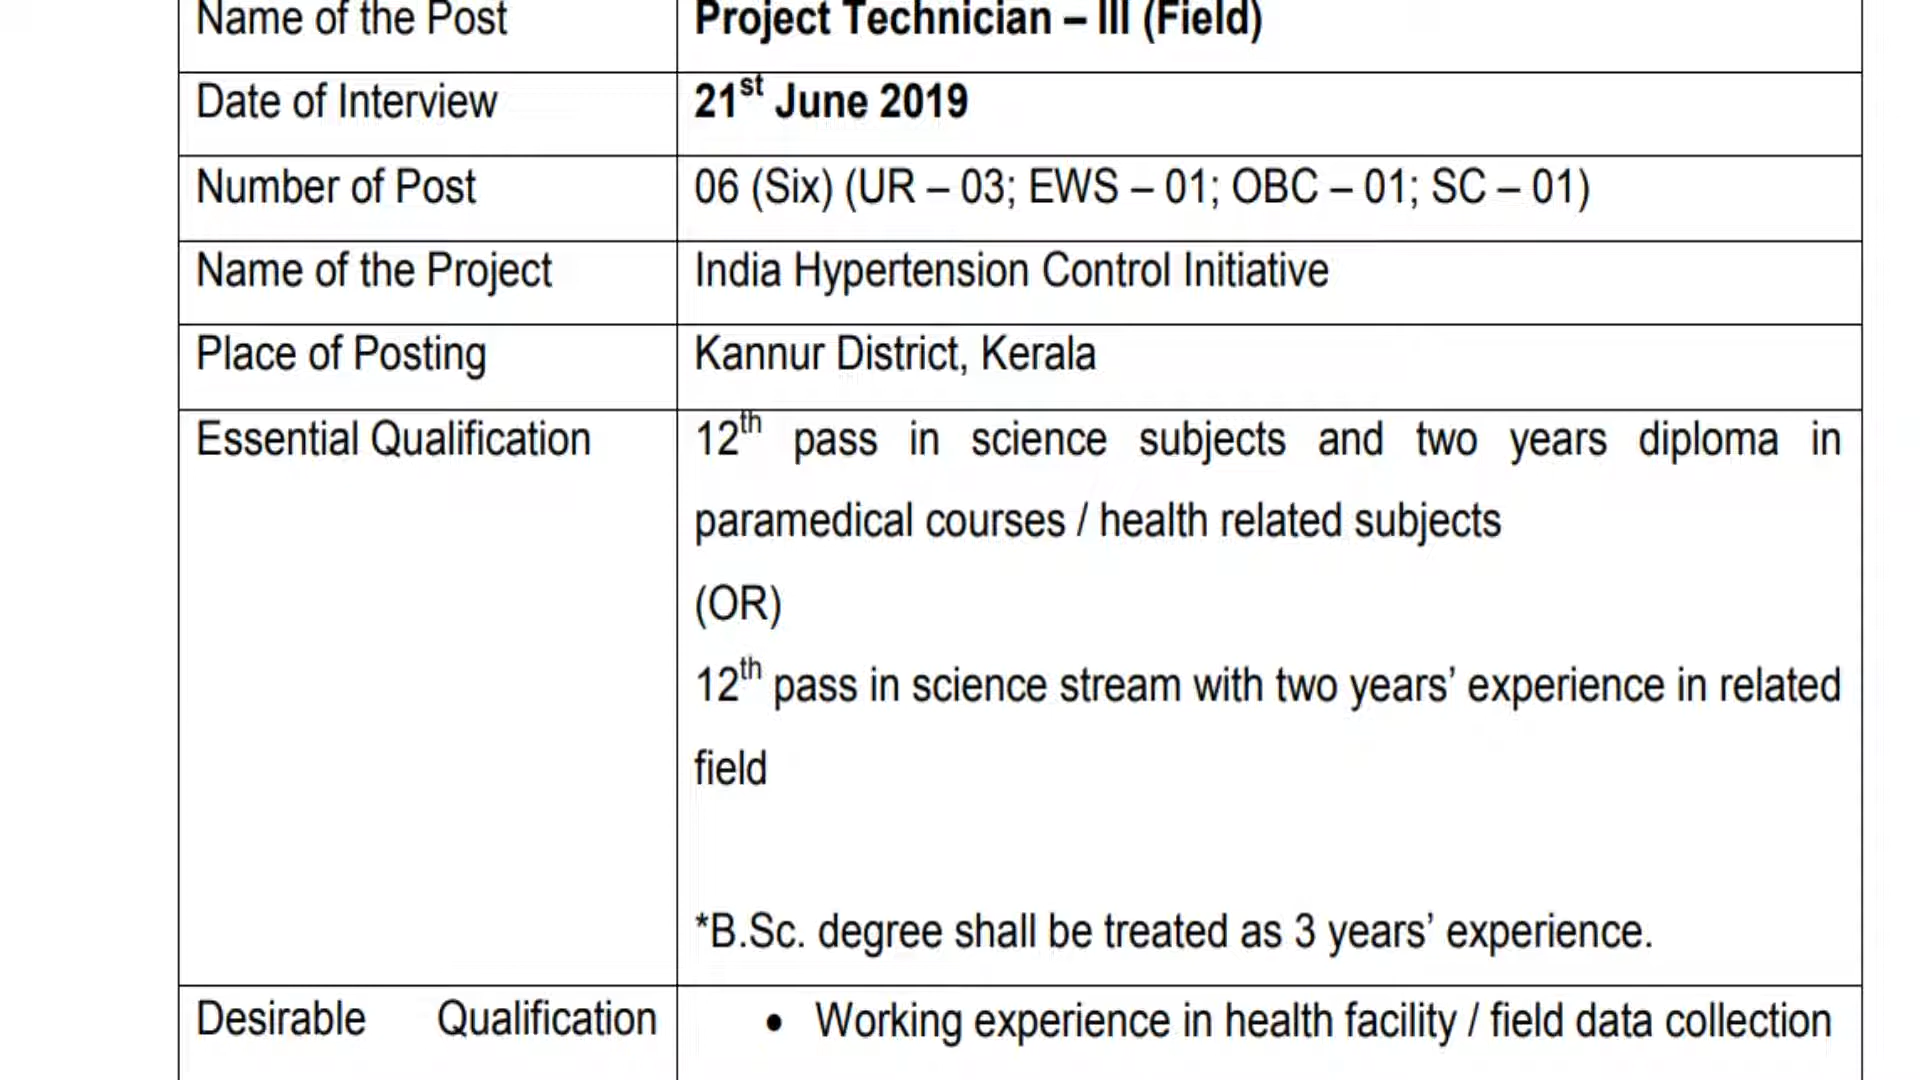 Name of the Post Project Technician – III (Field)
Date of Interview 21st June 2019
Number of Post 06 (Six) (UR – 03; EWS – 01; OBC – 01; SC – 01)
Name of the Project India Hypertension Control Initiative
Place of Posting Kannur District, Kerala
Essential Qualification 12th pass in science subjects and two years diploma in
paramedical courses / health related subjects
(OR)
12th pass in science stream with two years’ experience in related
field
*B.Sc. degree shall be treated as 3 years’ experience.
Desirable Qualification • Working experience in health facility / field data collection